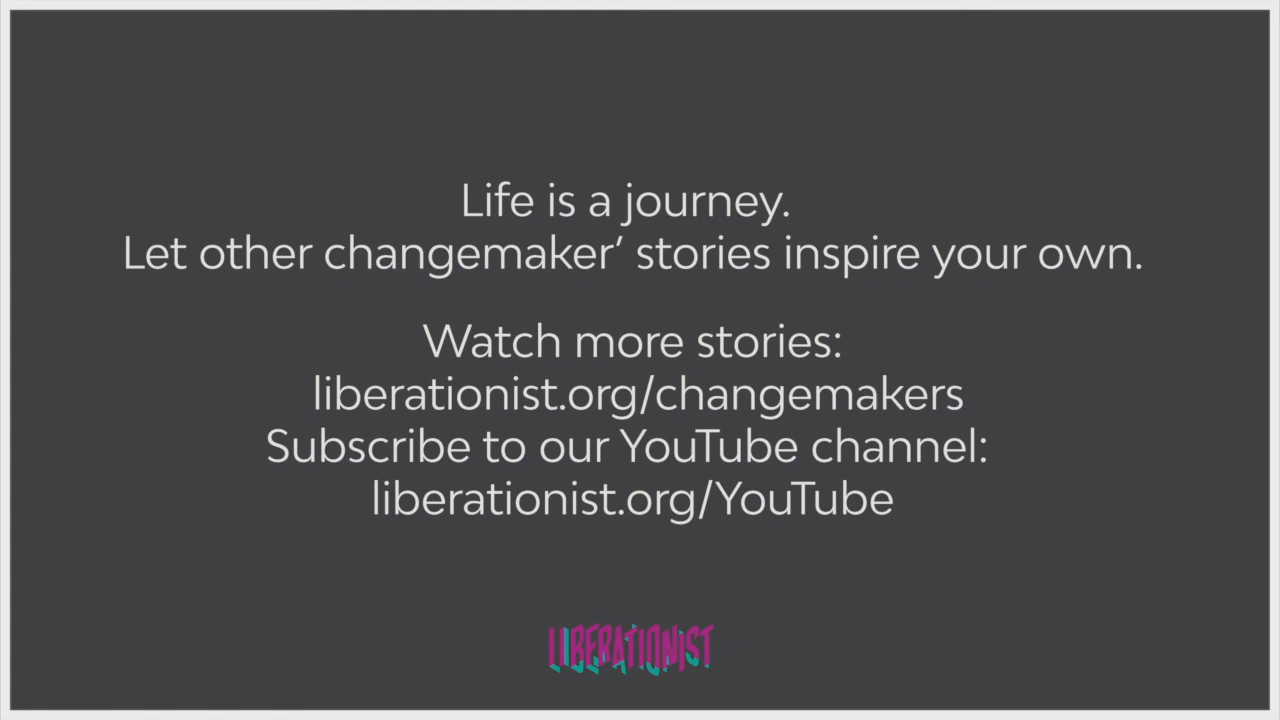 Life is a journey.
Let other changemaker’ stories inspire your own.
Watch more stories:
liberationist.org/changemakers
Subscribe to our YouTube channel:
liberationist.org/YouTube
LIBERATIONIST